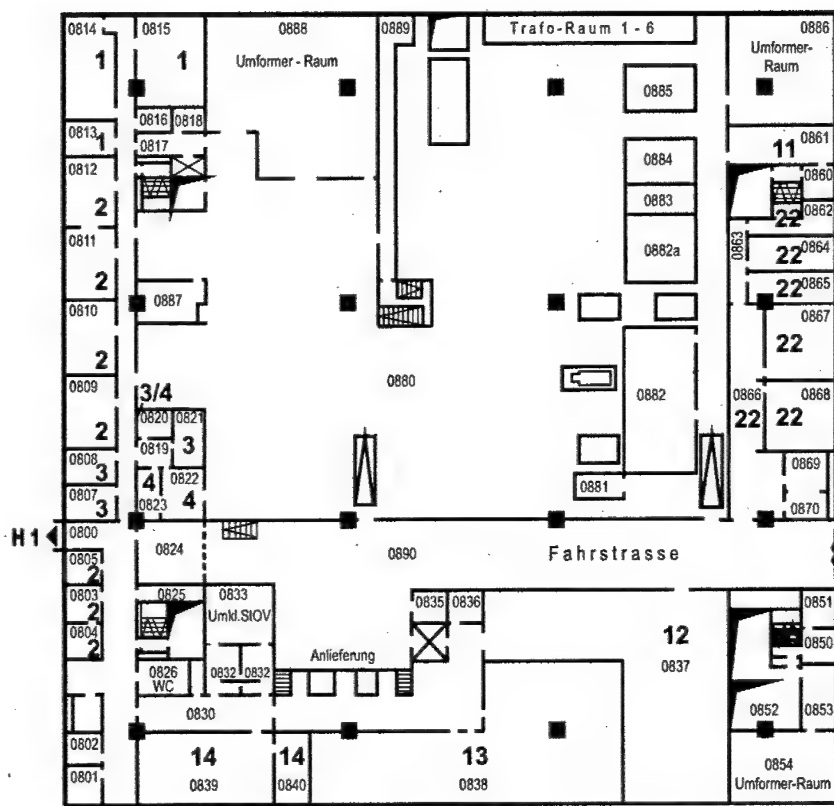 0814 0815 0888 0889 Trafo-Raum 1 - 6 0886
1 1 Umformer - Raum Umformer-
Raum
0885
0816 0818
0813 1 0817 0861
0812 0884 11
0860
2 0883 0862
22
0811 0882a 0863 22 0864
2 0887 22 0865
0810 0867
2 22
0809 3/4 0880 0882 0866 0868
2 0820 0821 22 22
0819 3
0808 3 4 0822 0869
0807 3 0823 4 0881 0870
H 1 0800
0824 0890 Fahrstrasse
0805 2
0803 2 0825 0833 0835 0836 0851
0804 2 Umkl.StOV 12 0850
0837
Anlieferung
0826 0832 0832
WC
0830 0852 0853
0802 14 14 13 0854
0801 0839 0840 0838 Umformer-Raum